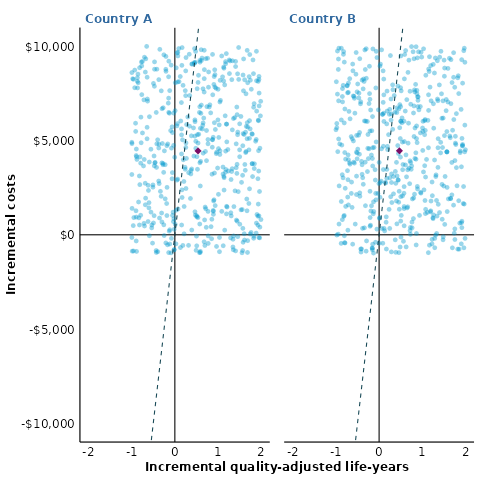 Country A
Country B
$10,000
$5,000
$0
-$5,000
-$10,000
Incremental costs
-2 -1 0 1 2
-2 -1 0 1 2
Incremental quality-adjusted life-years